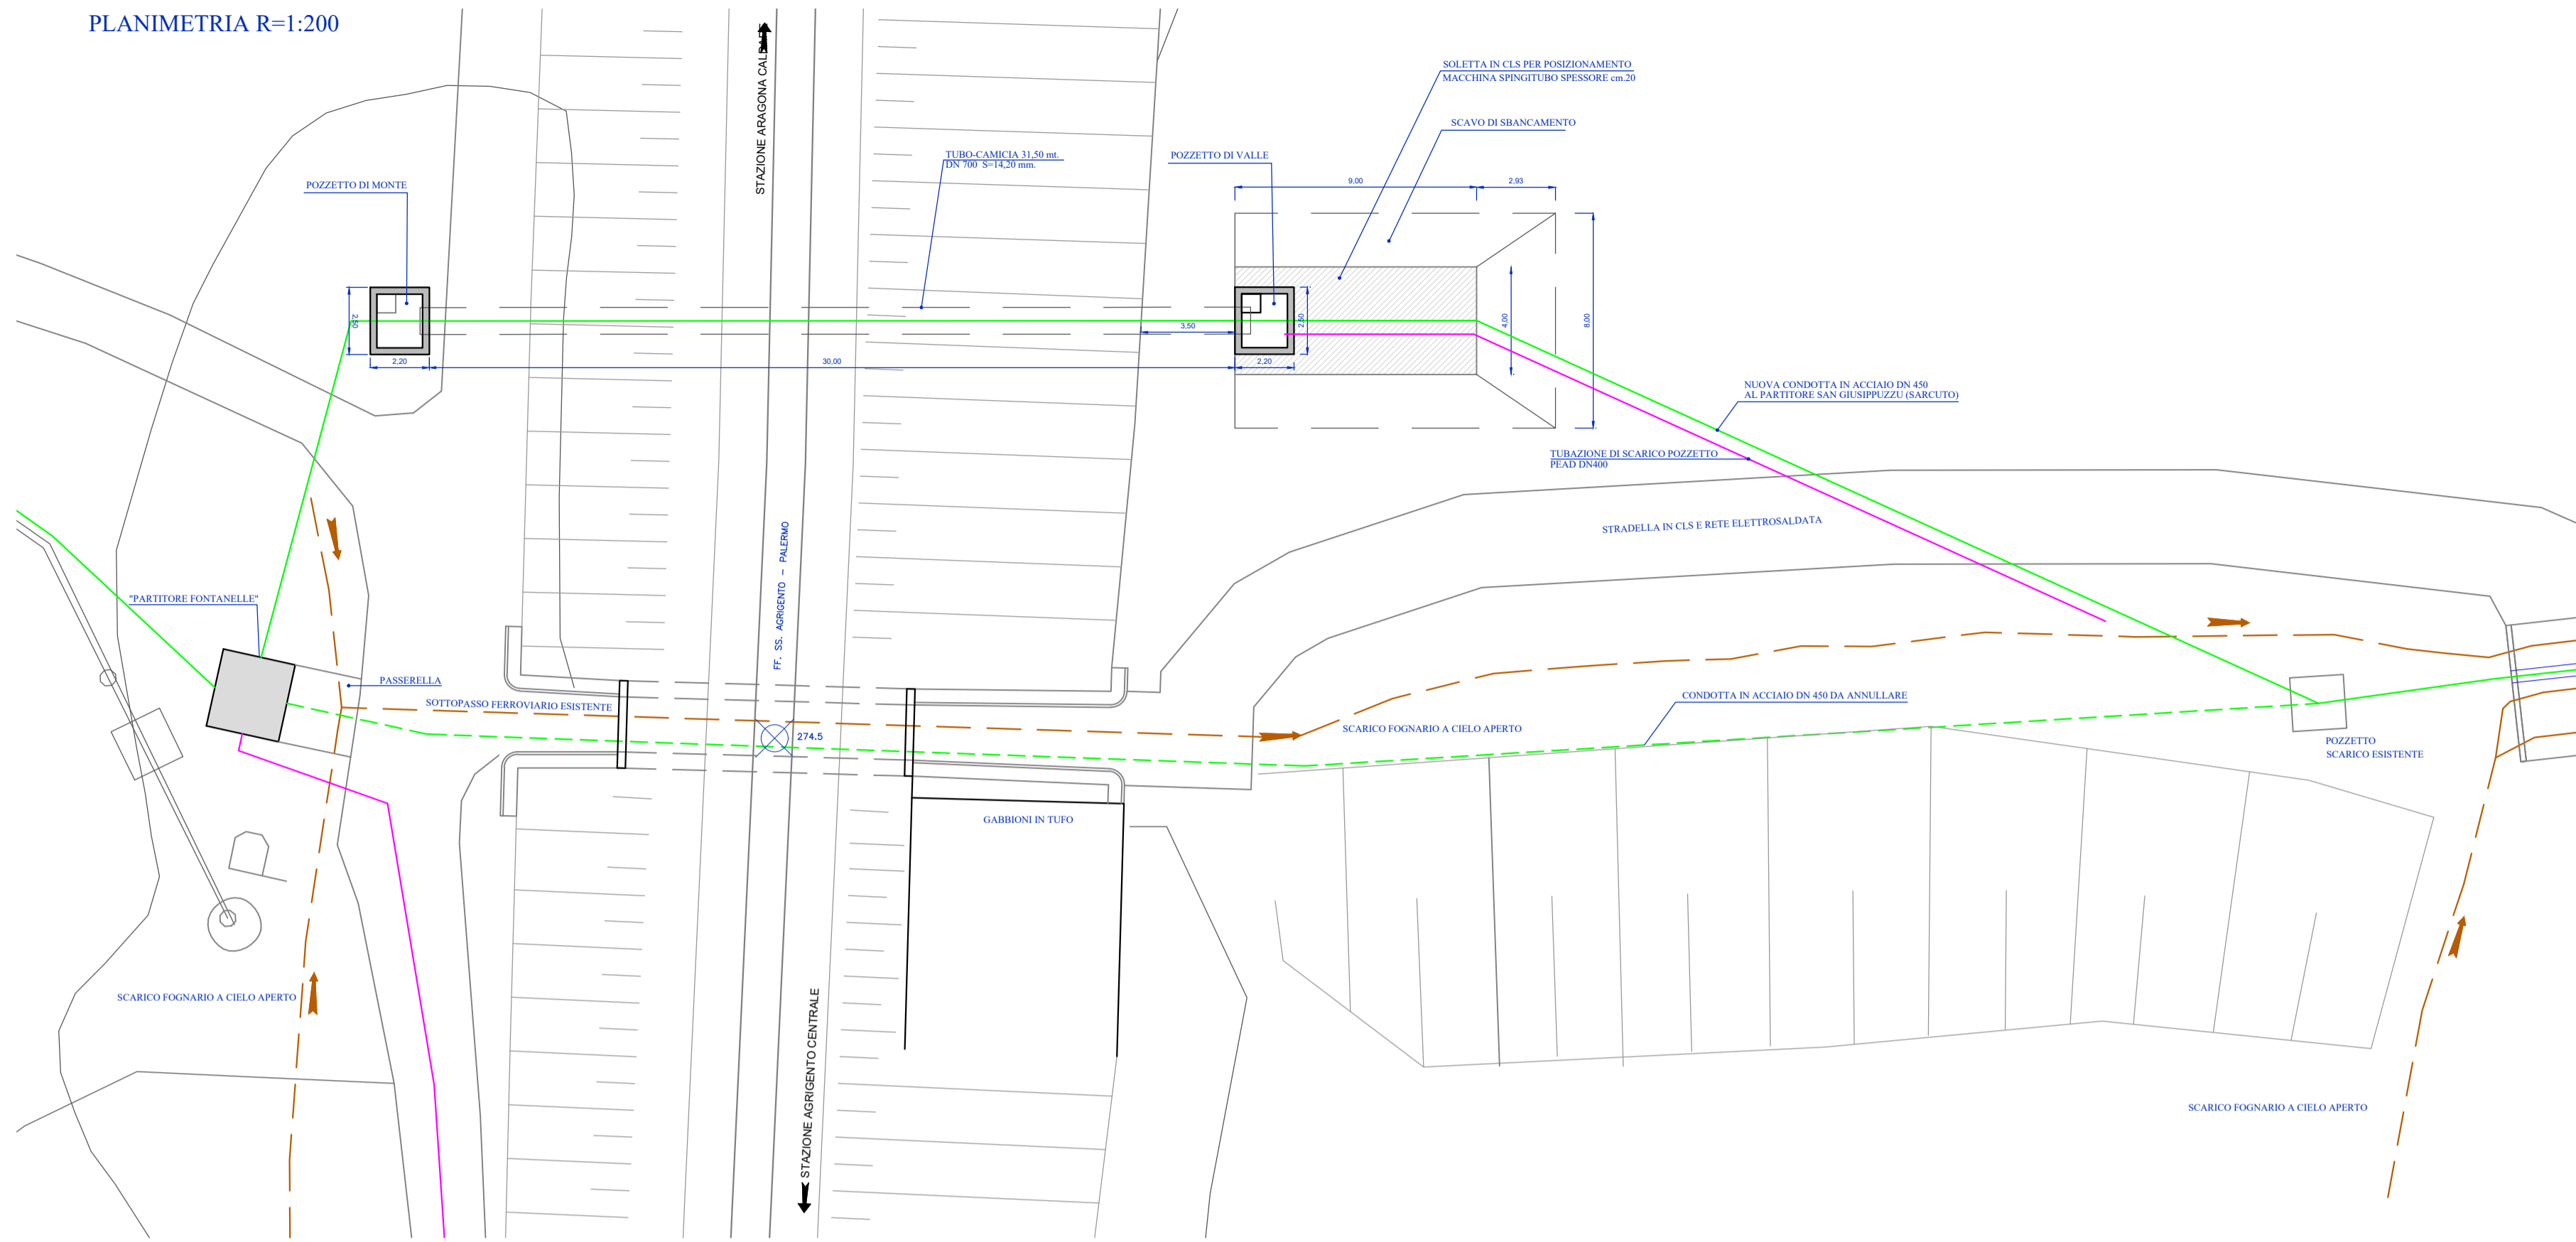 PLANIMETRIA R=1:200
SOLETTA IN CLS PER POSIZIONAMENTO
MACCHINA SPINGITUBO SPESSORE cm.20
SCAVO DI SBANCAMENTO
STAZIONE ARAGONA
TUBO-CAMICIA 31,50 mt.
DN 700 S=14,20 mm.
POZZETTO DI VALLE
POZZETTO DI MONTE
9,00
2,93
2,50
2,50
4,00
8,00
3,50
2,20
30,00
2,20
NUOVA CONDOTTA IN ACCIAIO DN 450
AL PARTITORE SAN GIUSIPPUZZU (SARCUTO)
TUBAZIONE DI SCARICO POZZETTO
PEAD DN400
STRADELLA IN CLS E RETE ELETTROSALDATA
FF. SS. AGRIGENTO - PALERMO
"PARTITORE FONTANELLE"
PASSERELLA
SOTTOPASSO FERROVIARIO ESISTENTE
274.5
SCARICO FOGNARIO A CIELO APERTO
CONDOTTA IN ACCIAIO DN 450 DA ANNULLARE
POZZETTO
SCARICO ESISTENTE
GABBIONI IN TUFO
SCARICO FOGNARIO A CIELO APERTO
STAZIONE AGRIGENTO CENTRALE
SCARICO FOGNARIO A CIELO APERTO